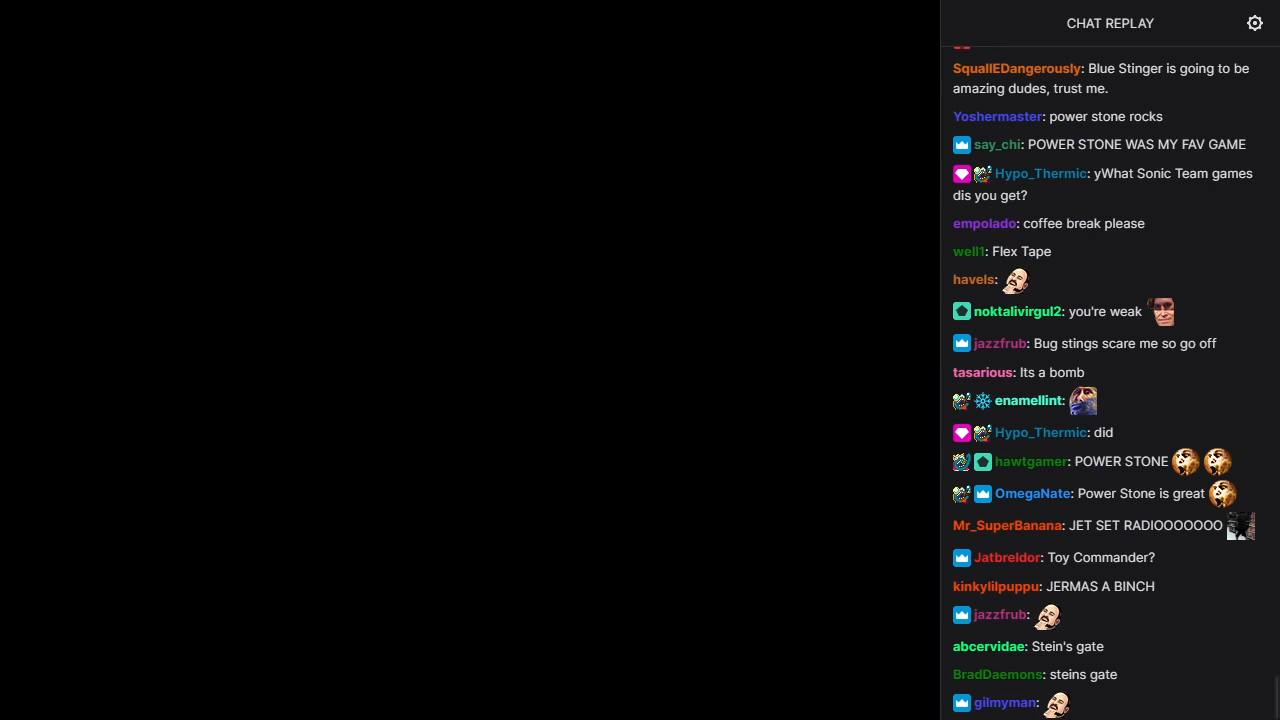 CHAT REPLAY
SquallEDangerously: Blue Stinger is going to be
amazing dudes, trust me.
Yoshermaster: power stone rocks
say_chi: POWER STONE WAS MY FAV GAME
Hypo_Thermic: yWhat Sonic Team games
dis you get?
empolado: coffee break please
well1: Flex Tape
havels:
noktalivirgul2: you're weak
jazzfrub: Bug stings scare me so go off
tasarious: Its a bomb
enamellint:
Hypo_Thermic: did
hawtgamer: POWER STONE
OmegaNate: Power Stone is great
Mr_SuperBanana: JET SET RADIOOOOOOO
Jatbreldor: Toy Commander?
kinkylilpuppu: JERMAS A BINCH
jazzfrub:
abcervidae: Stein's gate
BradDaemons: steins gate
gilmyman: